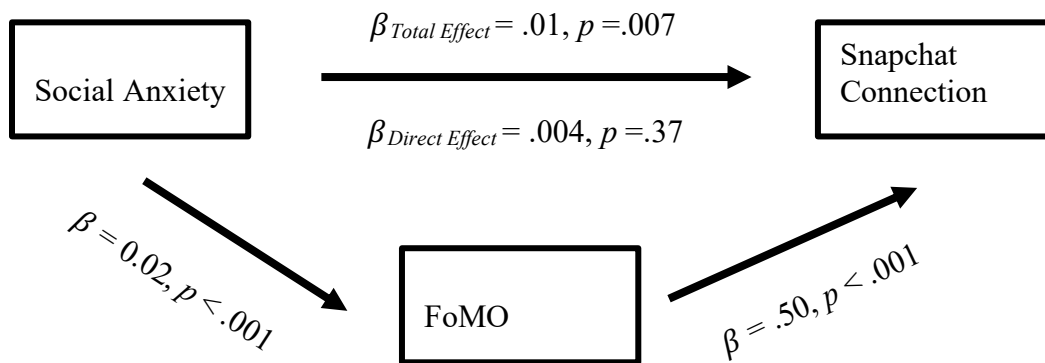 β Total Effect = .01, p =.007
Social Anxiety
Snapchat
Connection
β Direct Effect = .004, p =.37
β = 0.02, p < .001
FoMO
β = .50, p < .001